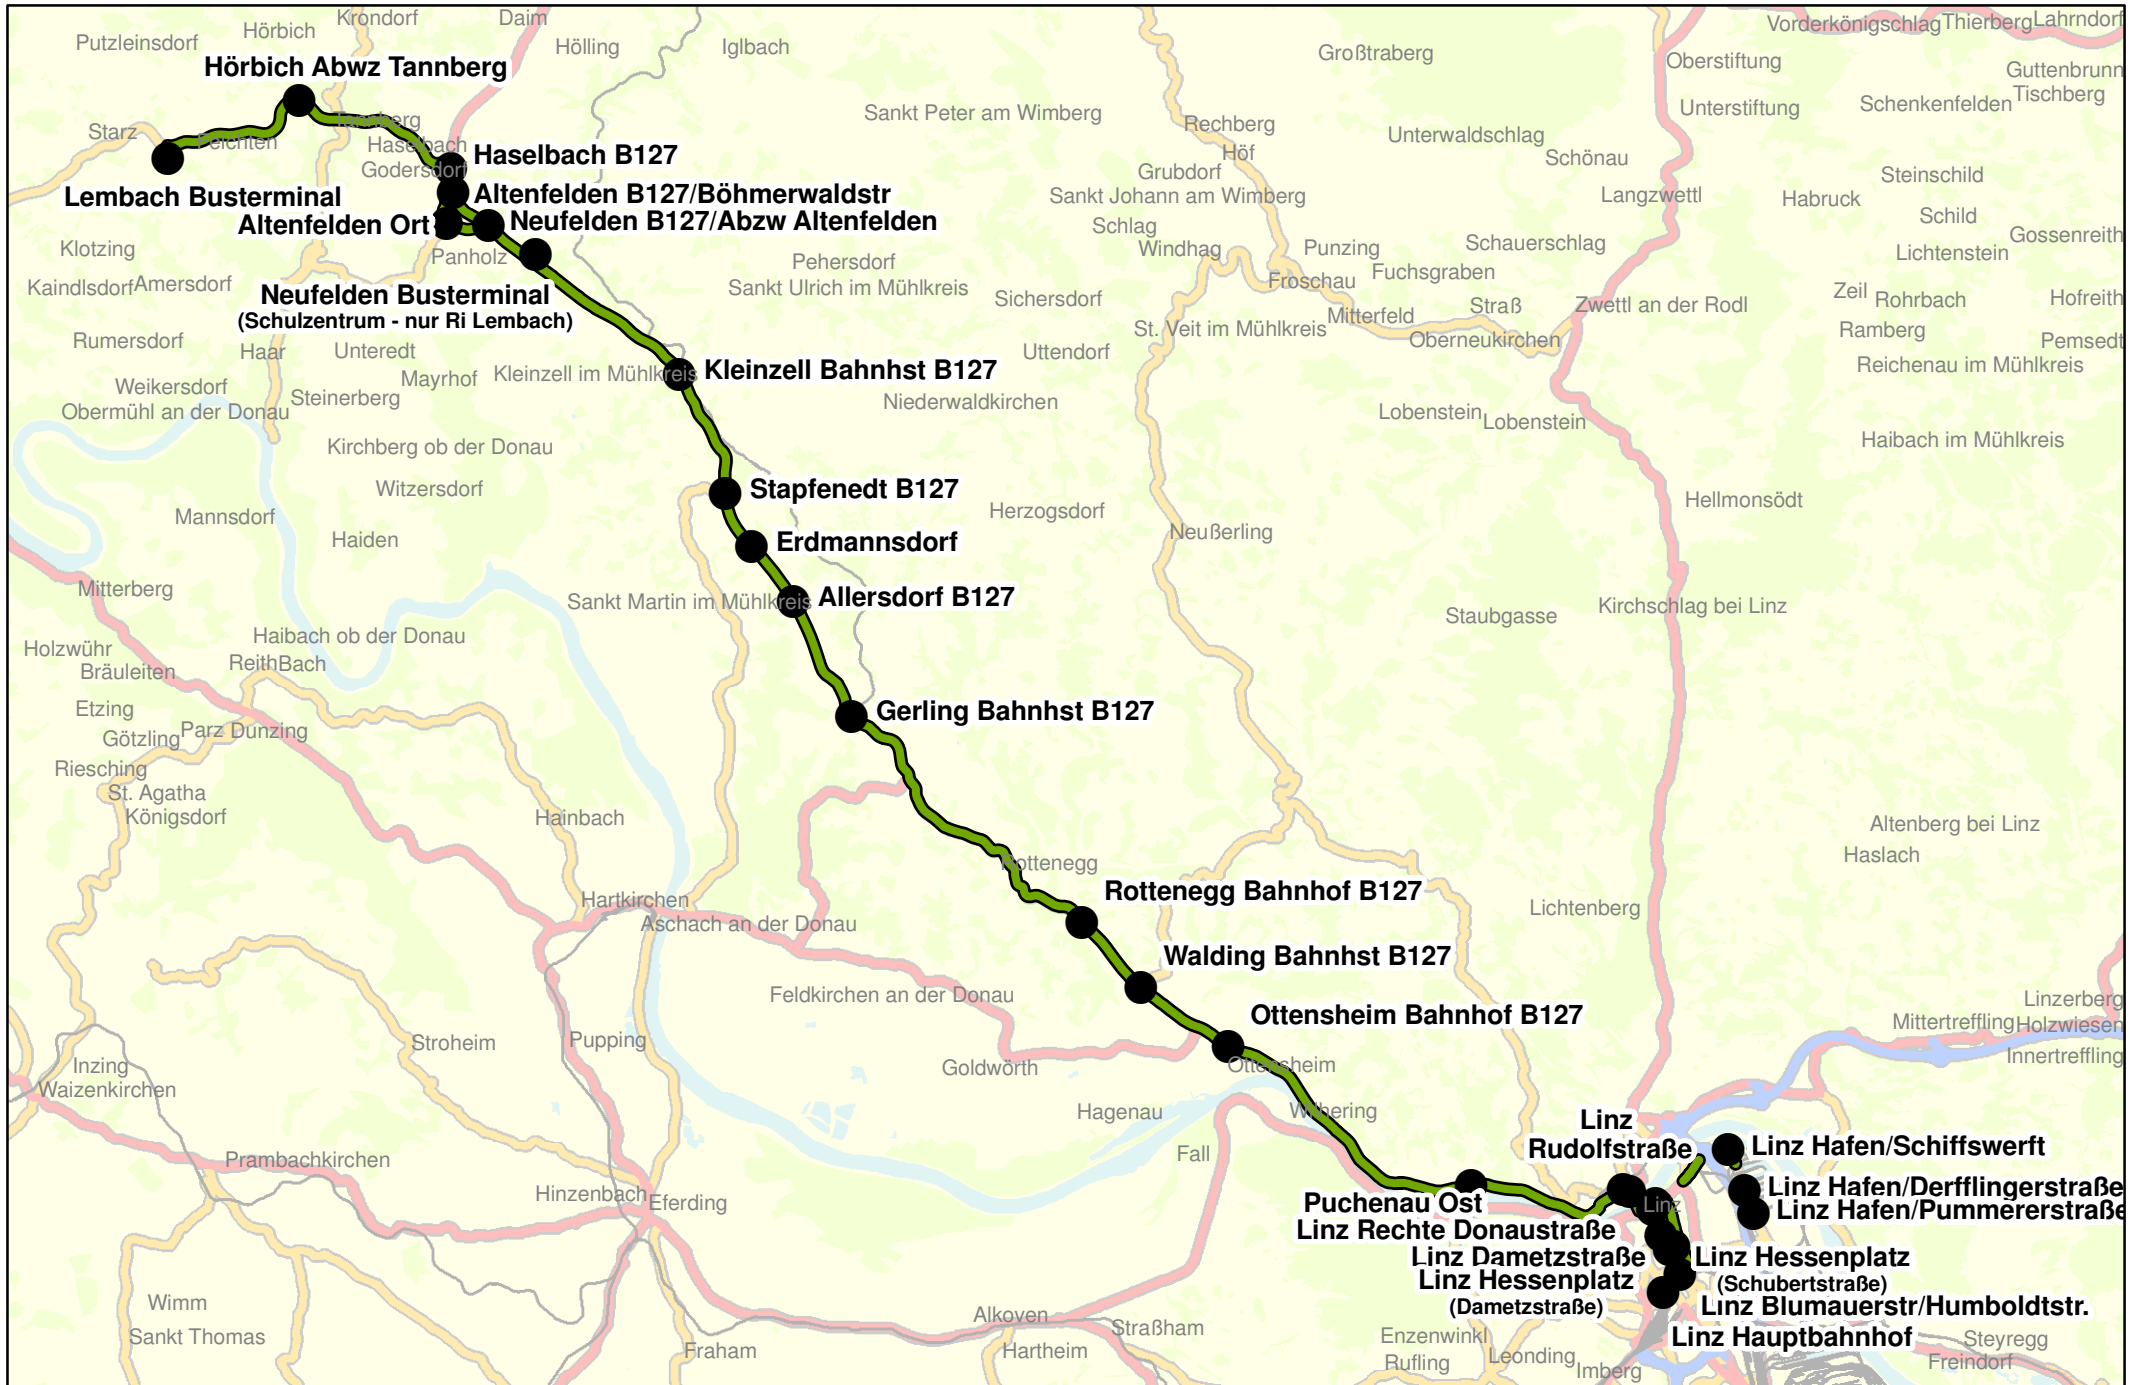 Krondorf
Daim
Vorderkönigschlag
Thierberg
Lahrndorf
Putzleinsdorf
Hörbich
Hölling
Iglbach
Großtraberg
Oberstiftung
Hörbich Abwz Tannberg
Guttenbrunn
Tischberg
Sankt Peter am Wimberg
Unterstiftung
Schenkenfelden
Starz
Feichten
Tannberg
Rechberg
Unterwaldschlag
Haselbach
Haselbach B127
Höf
Schönau
Godersdorf
Grubdorf
Steinschild
Lembach Busterminal
Altenfelden B127/Böhmerwaldstr
Sankt Johann am Wimberg
Langzwettl
Habruck
Altenfelden Ort
Neufelden B127/Abzw Altenfelden
Schlag
Schild
Klotzing
Panholz
Windhag
Punzing
Schauerschlag
Gossenreith
Lichtenstein
Pehersdorf
Kaindlsdorf
Amersdorf
Sankt Ulrich im Mühlkreis
Froschau
Fuchsgraben
Neufelden Busterminal
(Schulzentrum - nur Ri Lembach)
Sichersdorf
Straß
Zwettl an der Rodl
Zeil
Rohrbach
Hofreith
Mitterfeld
St. Veit im Mühlkreis
Ramberg
Rumersdorf
Oberneukirchen
Pemsedt
Haar
Unteredt
Uttendorf
Reichenau im Mühlkreis
Kleinzell im Mühlkreis
Kleinzell Bahnhst B127
Weikersdorf
Mayrhof
Steinerberg
Niederwaldkirchen
Obermühl an der Donau
Lobenstein
Lobenstein
Kirchberg ob der Donau
Haibach im Mühlkreis
Witzersdorf
Stapfenedt B127
Hellmonsödt
Mannsdorf
Herzogsdorf
Haiden
Erdmannsdorf
Neußerling
Mitterberg
Sankt Martin im Mühlkreis
Allersdorf B127
Staubgasse
Kirchschlag bei Linz
Haibach ob der Donau
Holzwühr
Bräuleiten
Reith
Bach
Etzing
Gerling Bahnhst B127
Götzling
Parz
Dunzing
Riesching
St. Agatha
Königsdorf
Hainbach
Altenberg bei Linz
Haslach
Rottenegg
Hartkirchen
Rottenegg Bahnhof B127
Lichtenberg
Aschach an der Donau
Walding Bahnhst B127
Feldkirchen an der Donau
Linzerberg
Ottensheim Bahnhof B127
Mittertreffling
Holzwiesen
Stroheim
Pupping
Innertreffling
Inzing
Goldwörth
Ottensheim
Waizenkirchen
Hagenau
Wilhering
Linz
Rudolfstraße
Linz Hafen/Schiffswerft
Prambachkirchen
Fall
Hinzenbach
Eferding
Puchenau Ost
Linz
Linz Hafen/Derfflingerstraße
Linz Hafen/Pummererstraße
Linz Rechte Donaustraße
Linz Dametzstraße
Linz Hessenplatz
(Schubertstraße)
Linz Hessenplatz
(Dametzstraße)
Wimm
Alkoven
Linz Blumauerstr/Humboldtstr.
Sankt Thomas
Straßham
Enzenwinkl
Linz Hauptbahnhof
Steyregg
Fraham
Hartheim
Rufling
Leonding
Imberg
Freindorf